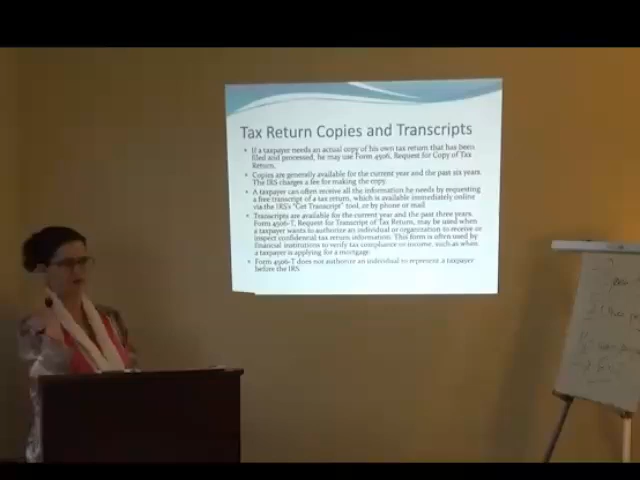 Tax Return Copies and Transcripts
• If a taxpayer needs an actual copy of his own tax return that has been
filed and processed, he may use Form 4506, Request for Copy of Tax
Return.
• Copies are generally available for the current year and the past six years.
The IRS charges a fee for making the copy.
• A taxpayer can often receive all the information he needs by requesting
a free transcript of a tax return, which is available immediately online
via the IRS's "Get Transcript" tool, or by phone or mail
• Transcripts are available for the current year and the past three years.
Form 4506-T, Request for Transcript of Tax Return, may be used when
a taxpayer wants to authorize an individual or organization to receive or
inspect confidential tax return information. This form is often used by
financial institutions to verify tax compliance or income, such as when
a taxpayer is applying for a mortgage.
• Form 4506-T does not authorize an individual to represent a taxpayer
before the IRS